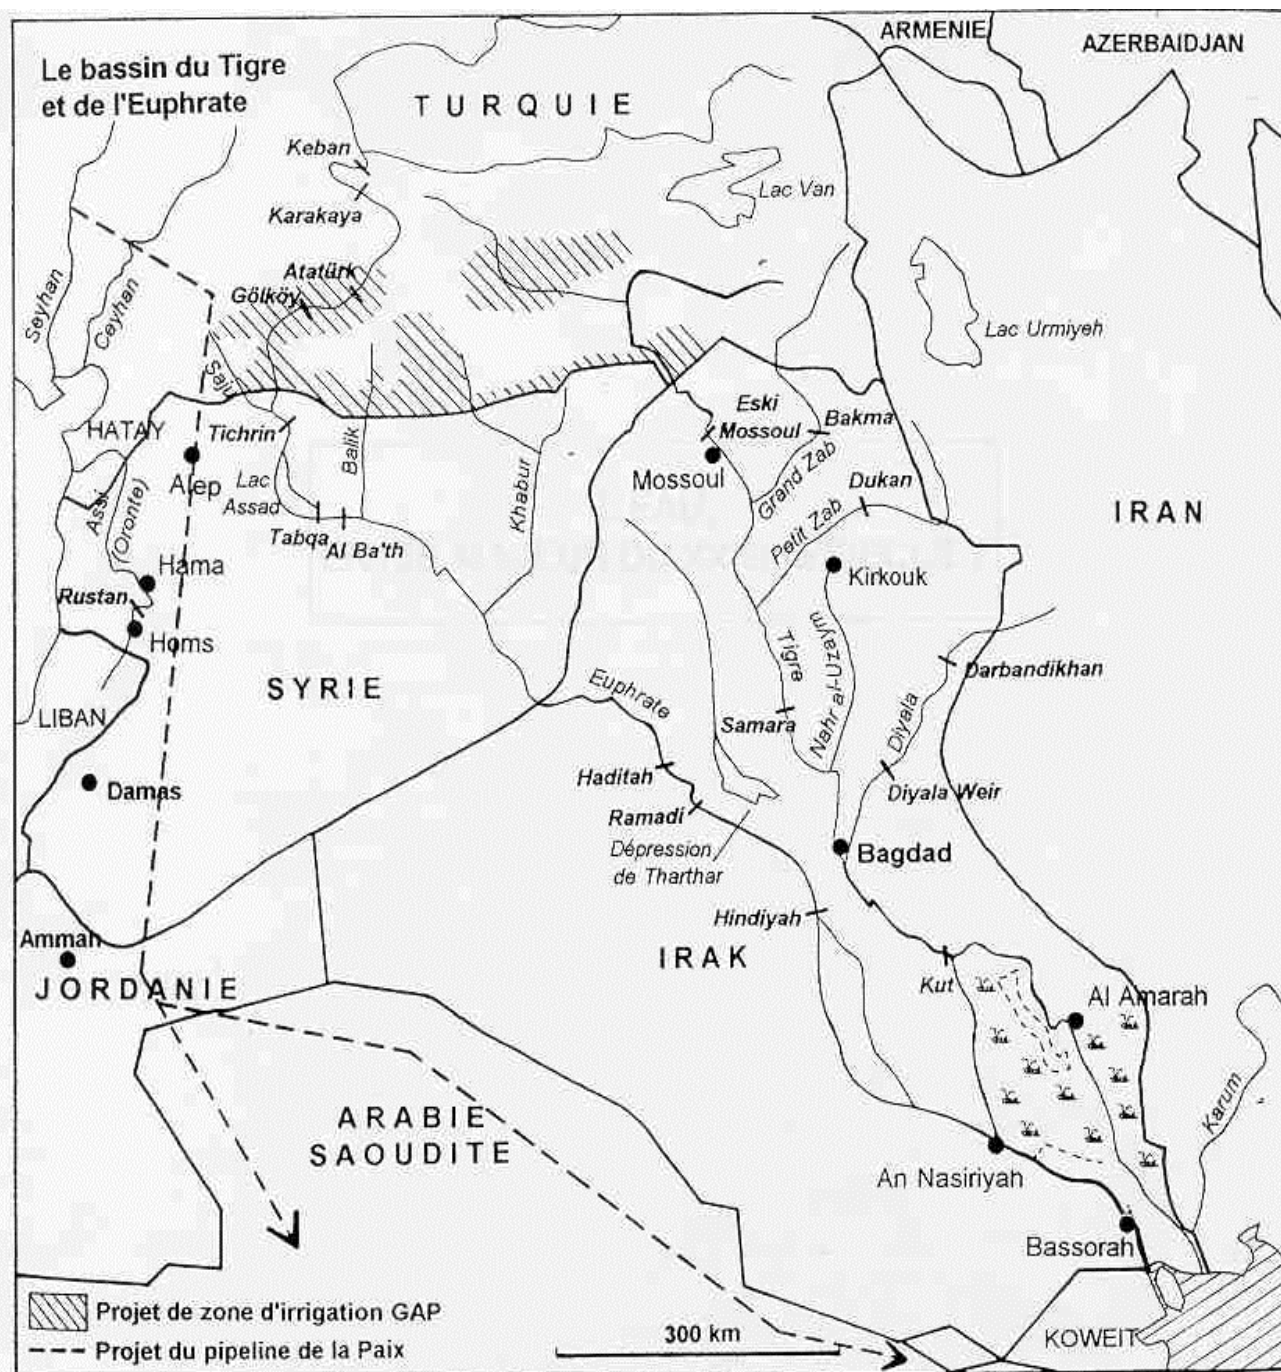 Le bassin du Tigre
et de l'Euphrate
TURQUIE
ARMENIE
AZERBAIDJAN
Keban
Karakaya
Lac Van
Atatürk
Gölköy
Seyhan
Ceyhan
Lac Urmiyeh
Saju
HATAY
Tichrin
Eski
Mossoul
Bakma
Alep
Lac
Assad
Balik
Khabur
Mossoul
Grand Zab
Dukan
Assi
(Oronte)
Tabqa
Al Ba'th
Petit Zab
IRAN
Hama
Rustan
Homs
Kirkouk
Tigre
Nahr al-Uzaym
Darbandikhan
SYRIE
Euphrate
LIBAN
Samara
Diyala
Damas
Haditah
Diyala Weir
Ramadi
Dépression
de Tharthar
Bagdad
Hindiyah
Ammah
IRAK
Kut
JORDANIE
Al Amarah
Karum
ARABIE
SAOUDITE
An Nasiriyah
Bassorah
Projet de zone d'irrigation GAP
Projet du pipeline de la Paix
300 km
KOWEIT